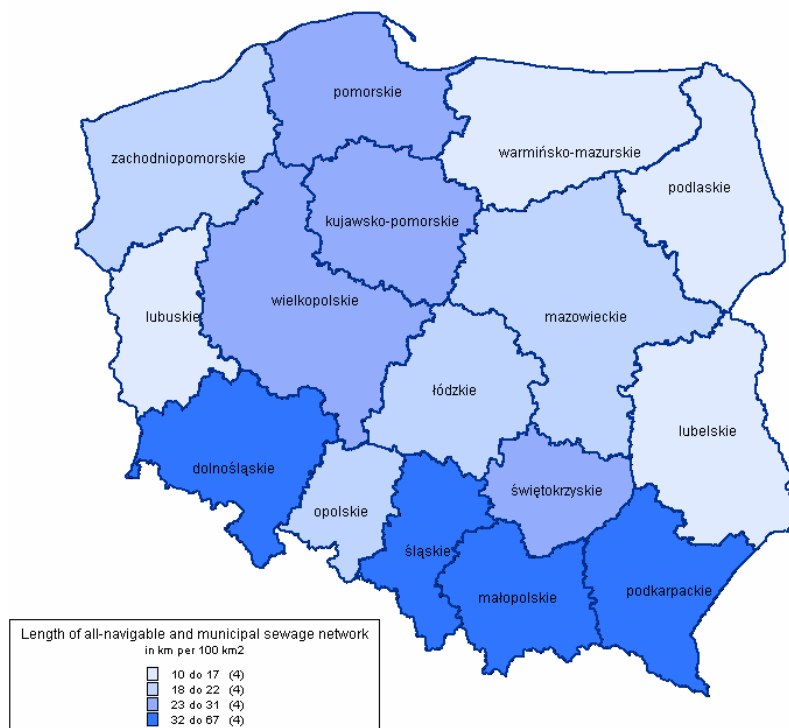 pomorskie
warmińsko-mazurskie
zachodniopomorskie
podlaskie
kujawsko-pomorskie
wielkopolskie
lubuskie
mazowieckie
łódzkie
lubelskie
dolnośląskie
świętokrzyskie
opolskie
śląskie
podkarpackie
małopolskie
Length of all-navigable and municipal sewage network
in km per 100 km2
10 do 17 (4)
18 do 22 (4)
23 do 31 (4)
32 do 67 (4)